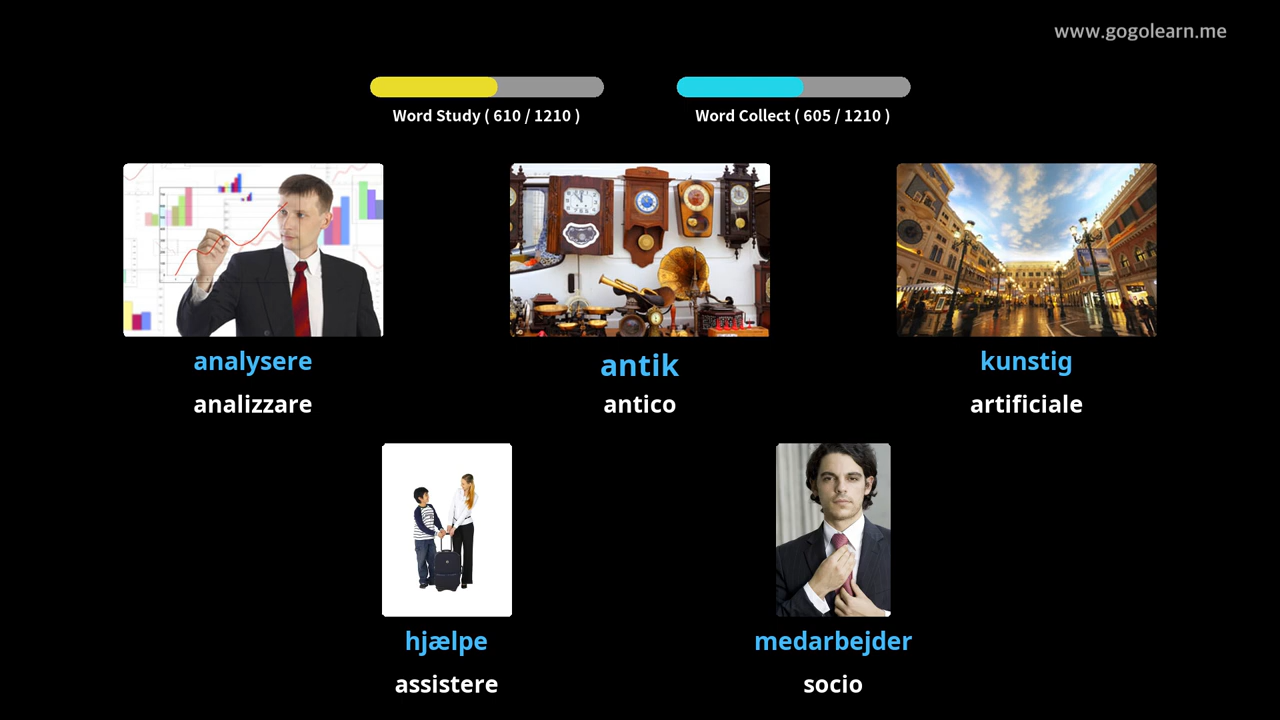 www.gogolearn.me
Word Study ( 610 / 1210 )
Word Collect ( 605 / 1210 )
analysere
analizzare
antik
antico
kunstig
artificiale
hjælpe
assistere
medarbejder
socio